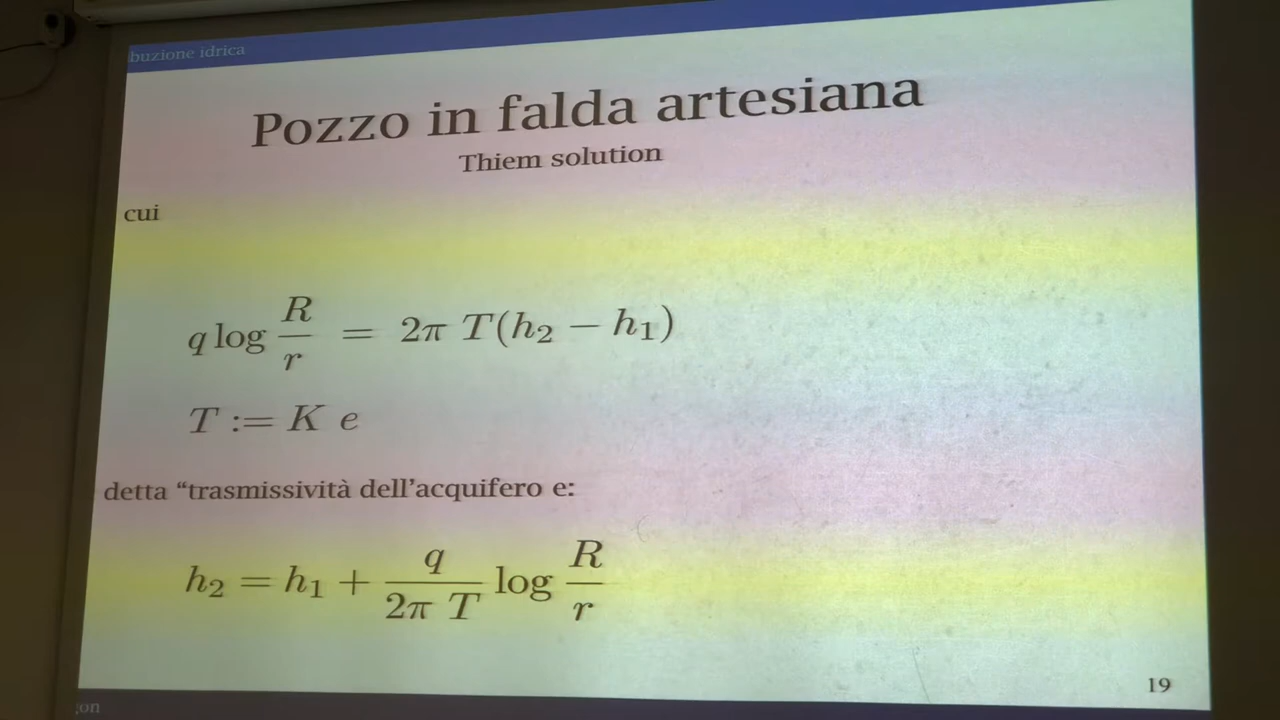 buzione idrica
Pozzo in falda artesiana
Thiem solution
cui
q log R/r = 2π T(h₂ − h₁)
T := K e
detta “trasmissività dell'acquifero e:
h₂ = h₁ + q/2π T log R/r
19
gon